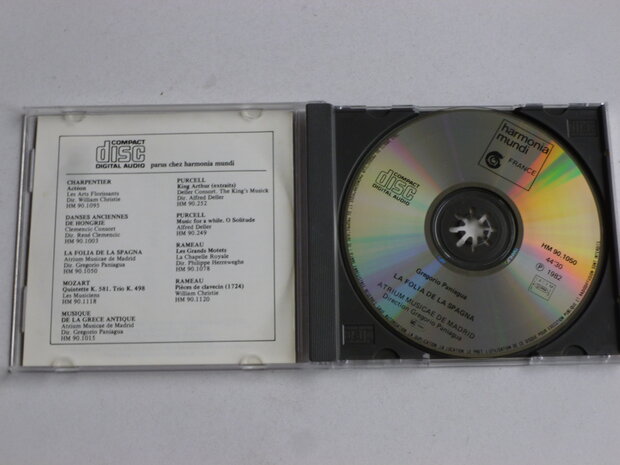 COMPACT
disc
DIGITAL AUDIO
parus chez harmonia mundi
CHARPENTIER
Actéon
Les Arts Florissants
Dir. William Christie
HM 90.1095
DANSES ANCIENNES
DE HONGRIE
Clemencic Consort
Dir. René Clemencic
HM 90.1003
LA FOLIA DE LA SPAGNA
Atrium Musicae de Madrid
Dir. Gregorio Paniagua
HM 90.1050
MOZART
Quintette K. 581. Trio K. 498
Les Musiciens
HM 90.1118
MUSIQUE
DE LA GRECE ANTIQUE
Atrium Musicae de Madrid
Dir. Gregorio Paniagua
HM 90.1015
PURCELL
King Arthur (extraits)
Deller Consort, The King's Musick
Dir. Alfred Deller
HM 90.252
PURCELL
Music for a while. O Solitude
Alfred Deller
HM 90.249
RAMEAU
Les Grands Motets
La Chapelle Royale
Dir. Philippe Herreweghe
HM 90.1078
RAMEAU
Pièces de clavecin (1724)
William Christie
HM 90.1120
harmonia
mundi
FRANCE
COMPACT
disc
DIGITAL AUDIO
HM 90.1050
44'30
℗ 1982
Gregorio Paniagua
LA FOLIA DE LA SPAGNA
ATRIUM MUSICAE DE MADRID
Direction Gregorio Paniagua